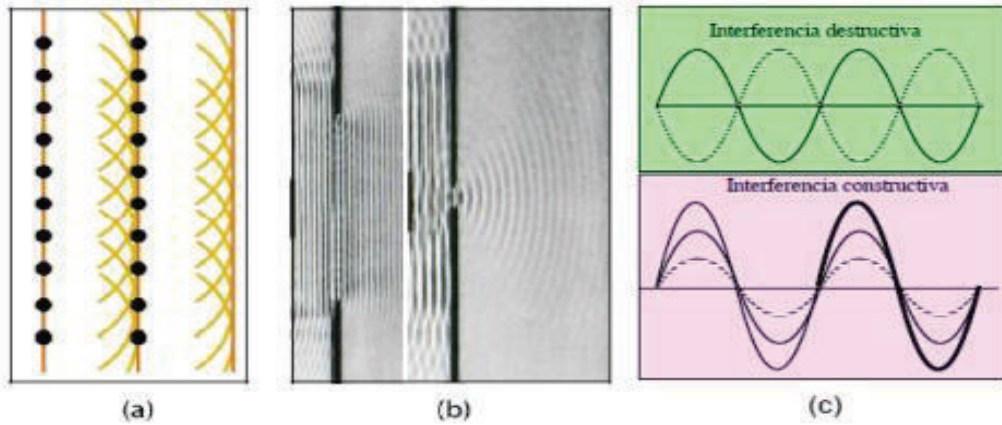 Interferencia destructiva
Interferencia constructiva
(a)
(b)
(c)